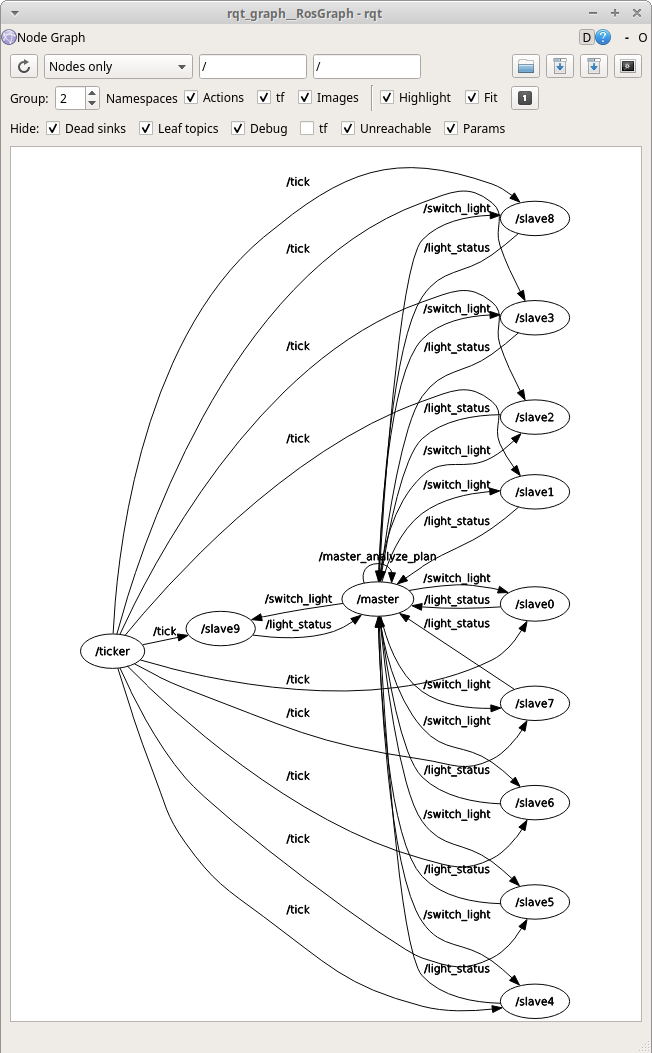 rqt_graph__RosGraph - rqt
Node Graph
D
?
- O
Nodes only
/
/
Group: 2 Namespaces Actions tf Images Highlight Fit 1
Hide: Dead sinks Leaf topics Debug tf Unreachable Params
/tick
/switch_light
/slave8
/tick
/light_status
/switch_light
/slave3
/tick
/light_status
/light_status
/slave2
/tick
/switch_light
/switch_light
/slave1
/light_status
/master_analyze_plan
/switch_light
/switch_light
/master
/light_status
/slave0
/tick
/slave9
/light_status
/light_status
/ticker
/tick
/switch_light
/slave7
/tick
/switch_light
/tick
/light_status
/slave6
/switch_light
/tick
/light_status
/slave5
/tick
/switch_light
/light_status
/slave4